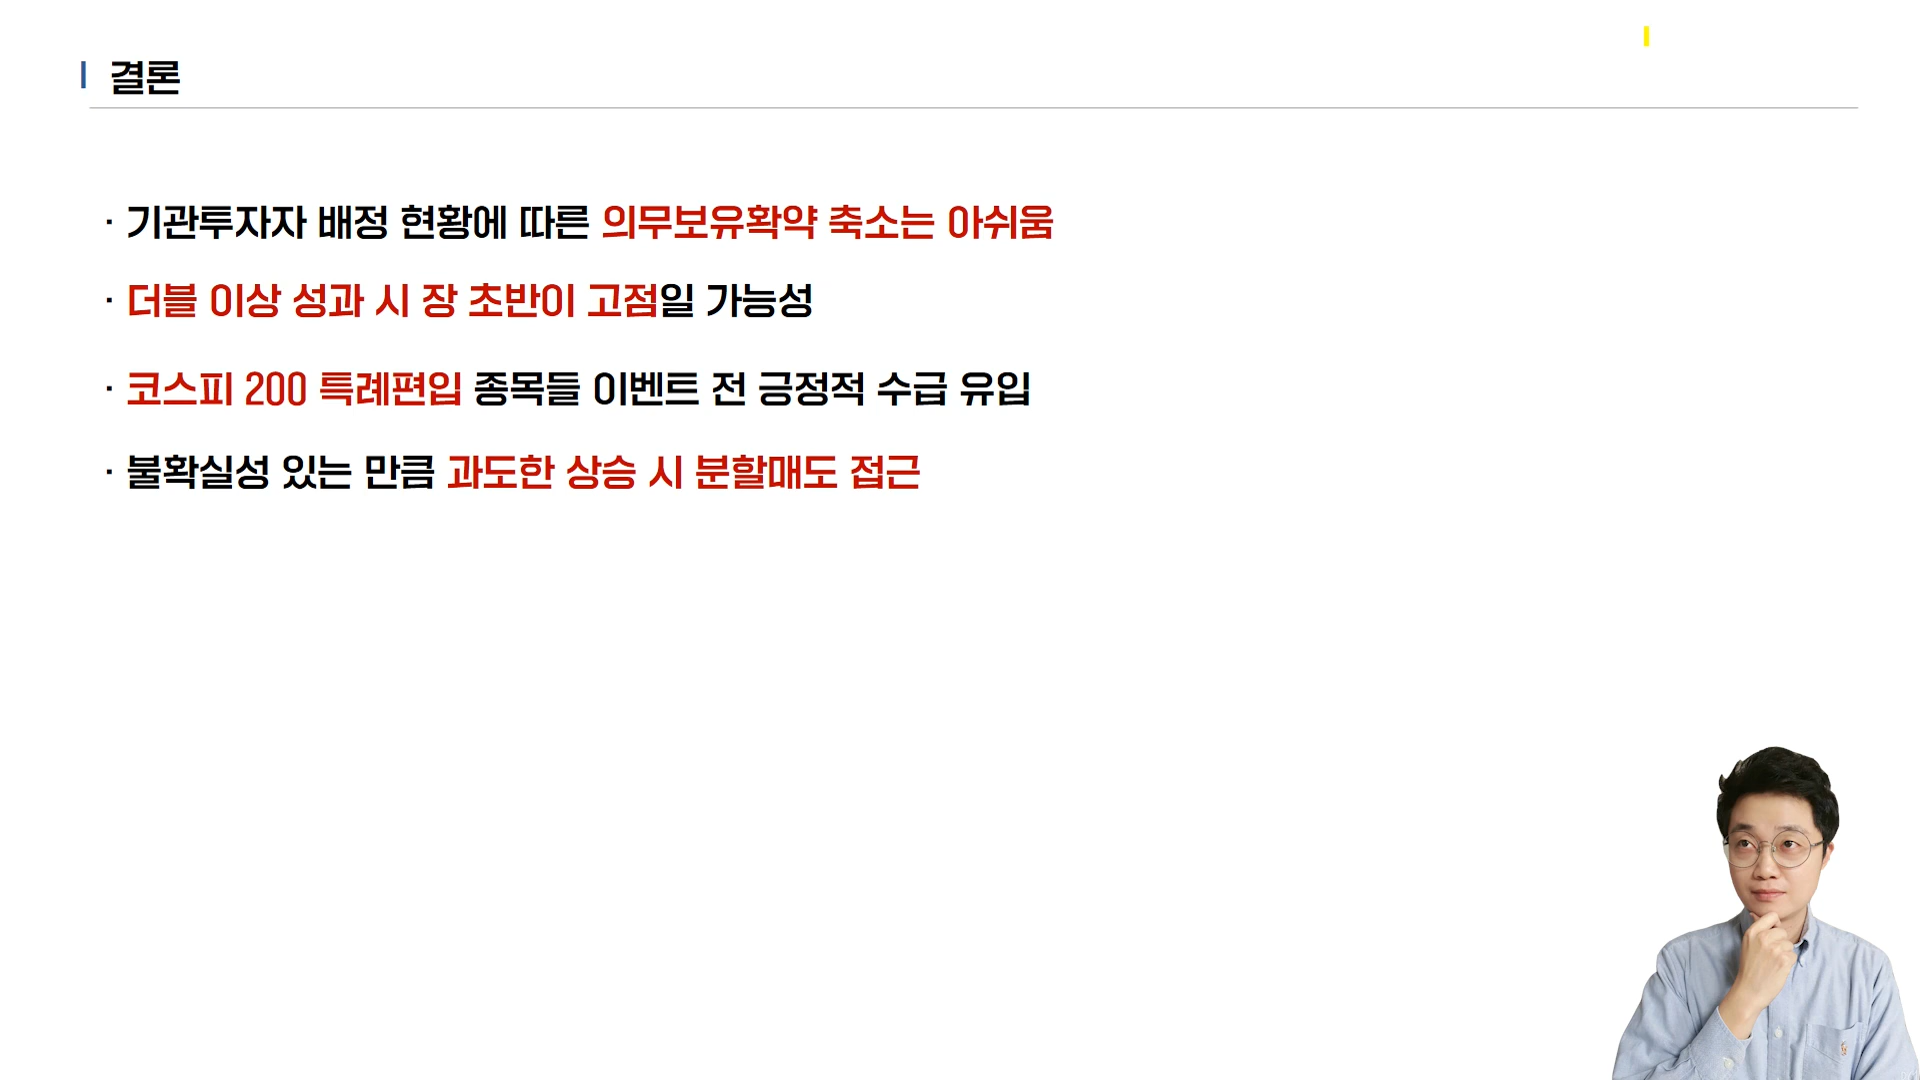 결론
· 기관투자자 배정 현황에 따른 의무보유확약 축소는 아쉬움
· 더블 이상 성과 시 장 초반이 고점일 가능성
· 코스피 200 특례편입 종목들 이벤트 전 긍정적 수급 유입
· 불확실성 있는 만큼 과도한 상승 시 분할매도 접근